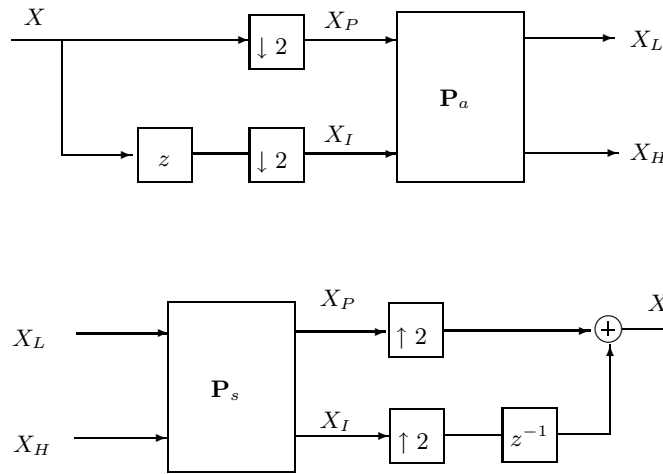 X
X_P
X_L
↓ 2
P_a
X_I
X_H
z
↓ 2
X_P
X
X_L
↑ 2
P_s
X_I
X_H
↑ 2
z^{-1}